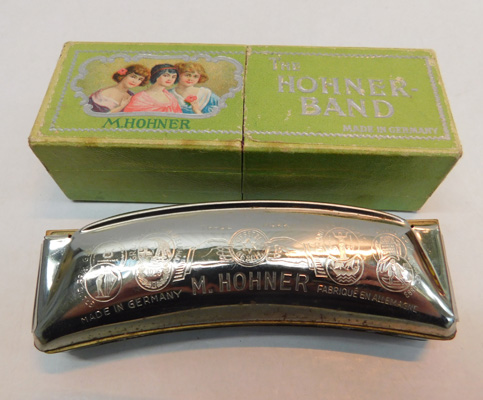 THE
HOHNER-
BAND
M. HOHNER
MADE IN GERMANY
M. HOHNER
MADE IN GERMANY
FABRIQUÉ EN ALLEMAGNE